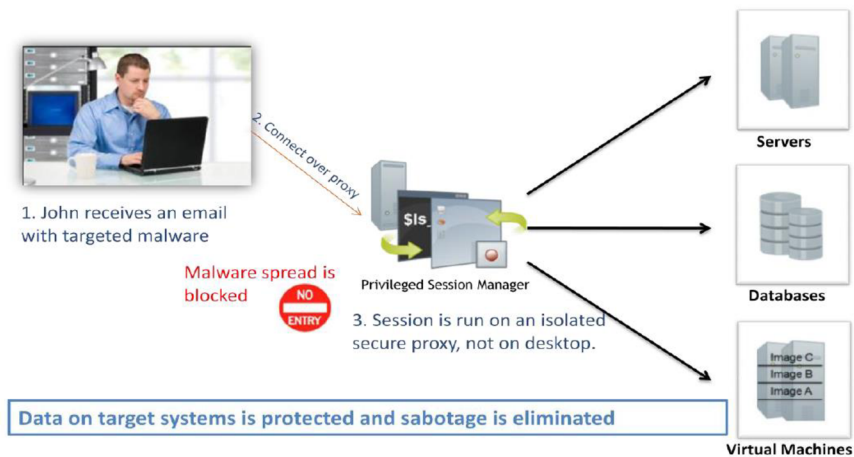 1. John receives an email
with targeted malware
2. Connect over proxy
Malware spread is
blocked
NO
ENTRY
$ls_
Privileged Session Manager
3. Session is run on an isolated
secure proxy, not on desktop.
Servers
Databases
Image C
Image B
Image A
Virtual Machines
Data on target systems is protected and sabotage is eliminated